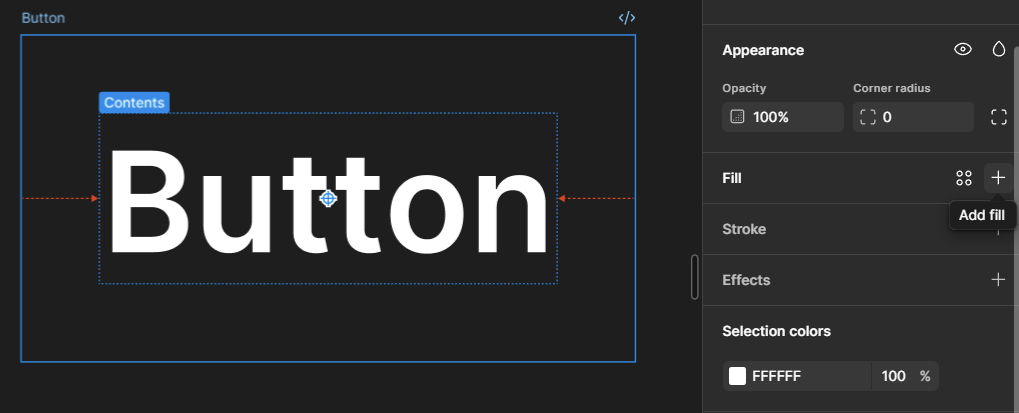 Button
</>
Contents
Button
Appearance
Opacity
Corner radius
100%
0
Fill
Add fill
Stroke
Effects
Selection colors
FFFFFF 100 %